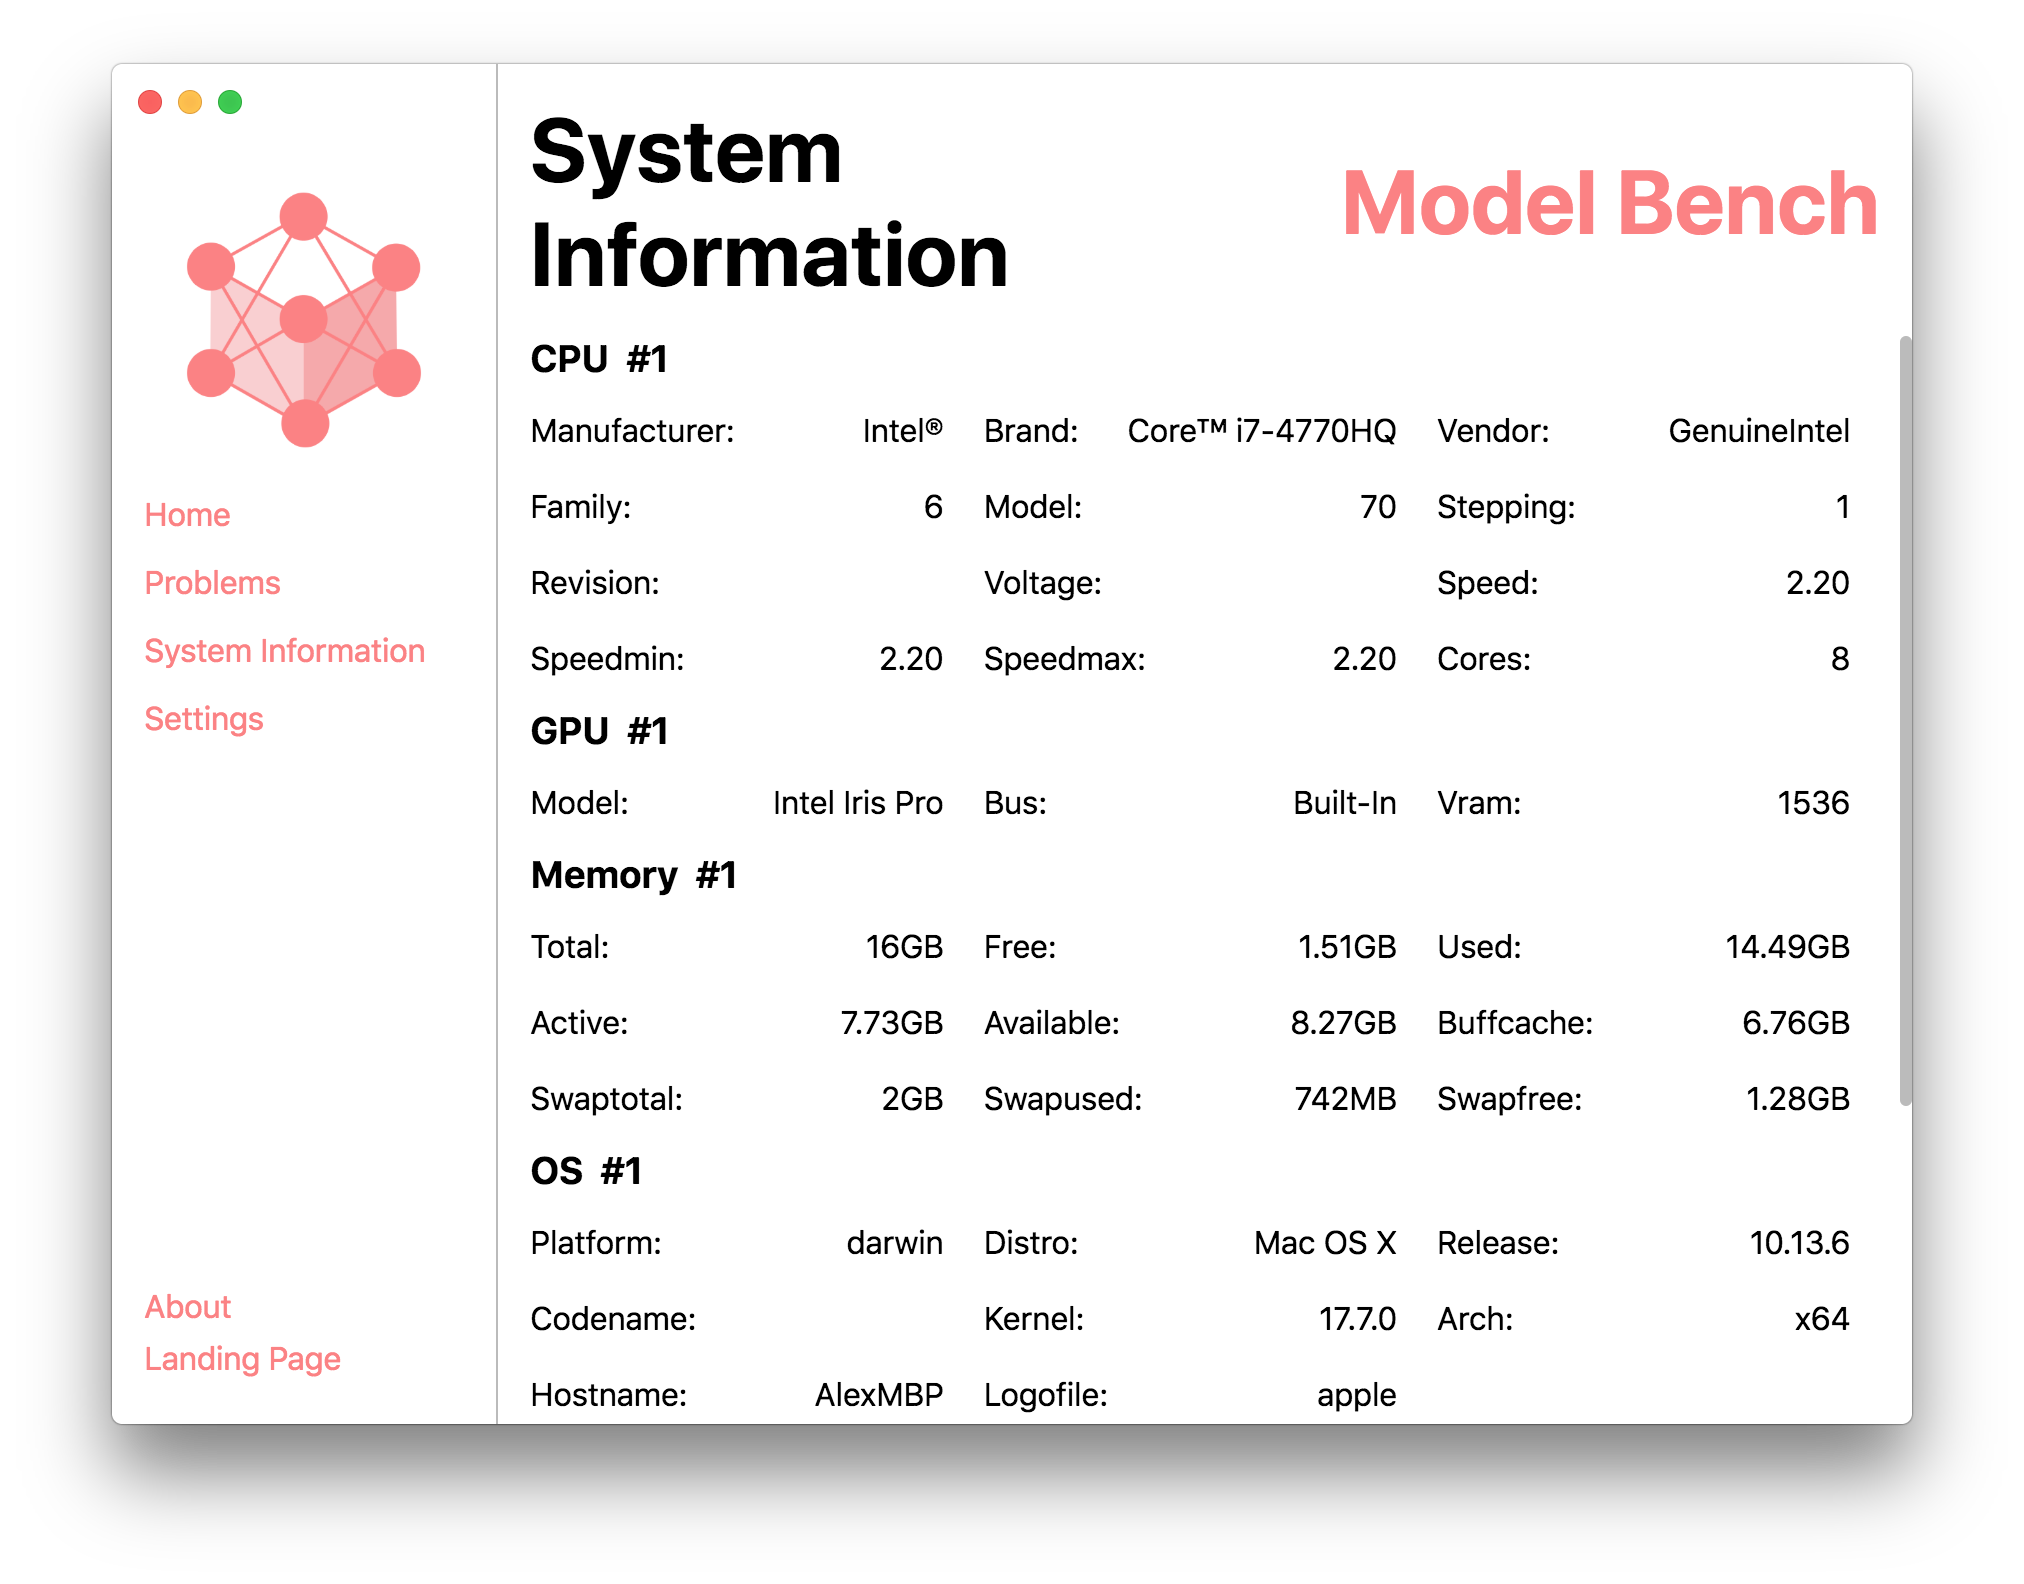 System
Information
Model Bench
Home
Problems
System Information
Settings
About
Landing Page
CPU #1
Manufacturer: Intel® Brand: Core™ i7-4770HQ Vendor: GenuineIntel
Family: 6 Model: 70 Stepping: 1
Revision: Voltage: Speed: 2.20
Speedmin: 2.20 Speedmax: 2.20 Cores: 8
GPU #1
Model: Intel Iris Pro Bus: Built-In Vram: 1536
Memory #1
Total: 16GB Free: 1.51GB Used: 14.49GB
Active: 7.73GB Available: 8.27GB Buffcache: 6.76GB
Swaptotal: 2GB Swapused: 742MB Swapfree: 1.28GB
OS #1
Platform: darwin Distro: Mac OS X Release: 10.13.6
Codename: Kernel: 17.7.0 Arch: x64
Hostname: AlexMBP Logofile: apple